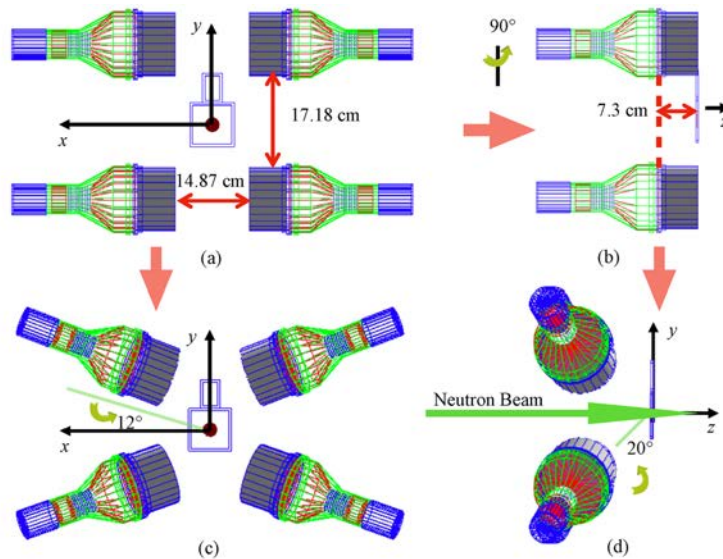 y
90°
17.18 cm
7.3 cm
x
z
14.87 cm
(a)
(b)
y
y
Neutron Beam
12°
x
z
20°
(c)
(d)